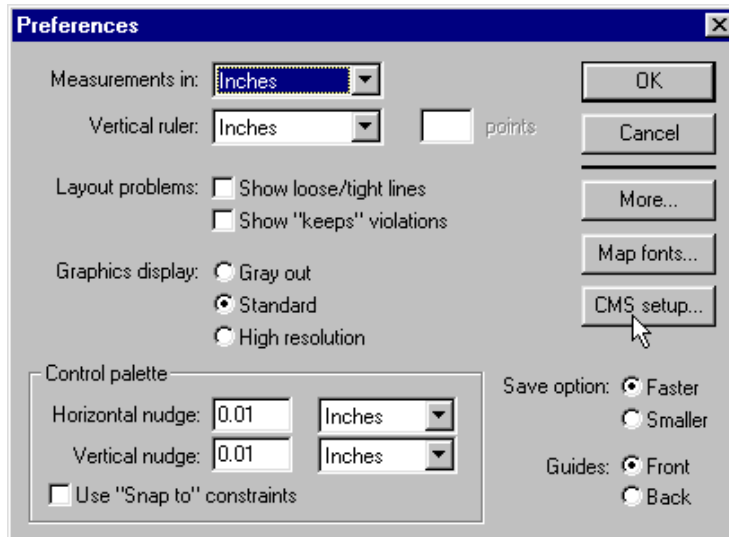 Preferences
Measurements in: Inches
OK
Vertical ruler: Inches points
Cancel
Layout problems: Show loose/tight lines
More...
Show "keeps" violations
Map fonts...
Graphics display: Gray out
Standard
CMS setup...
High resolution
Control palette
Save option: Faster
Horizontal nudge: 0.01 Inches
Smaller
Vertical nudge: 0.01 Inches
Guides: Front
Use "Snap to" constraints
Back